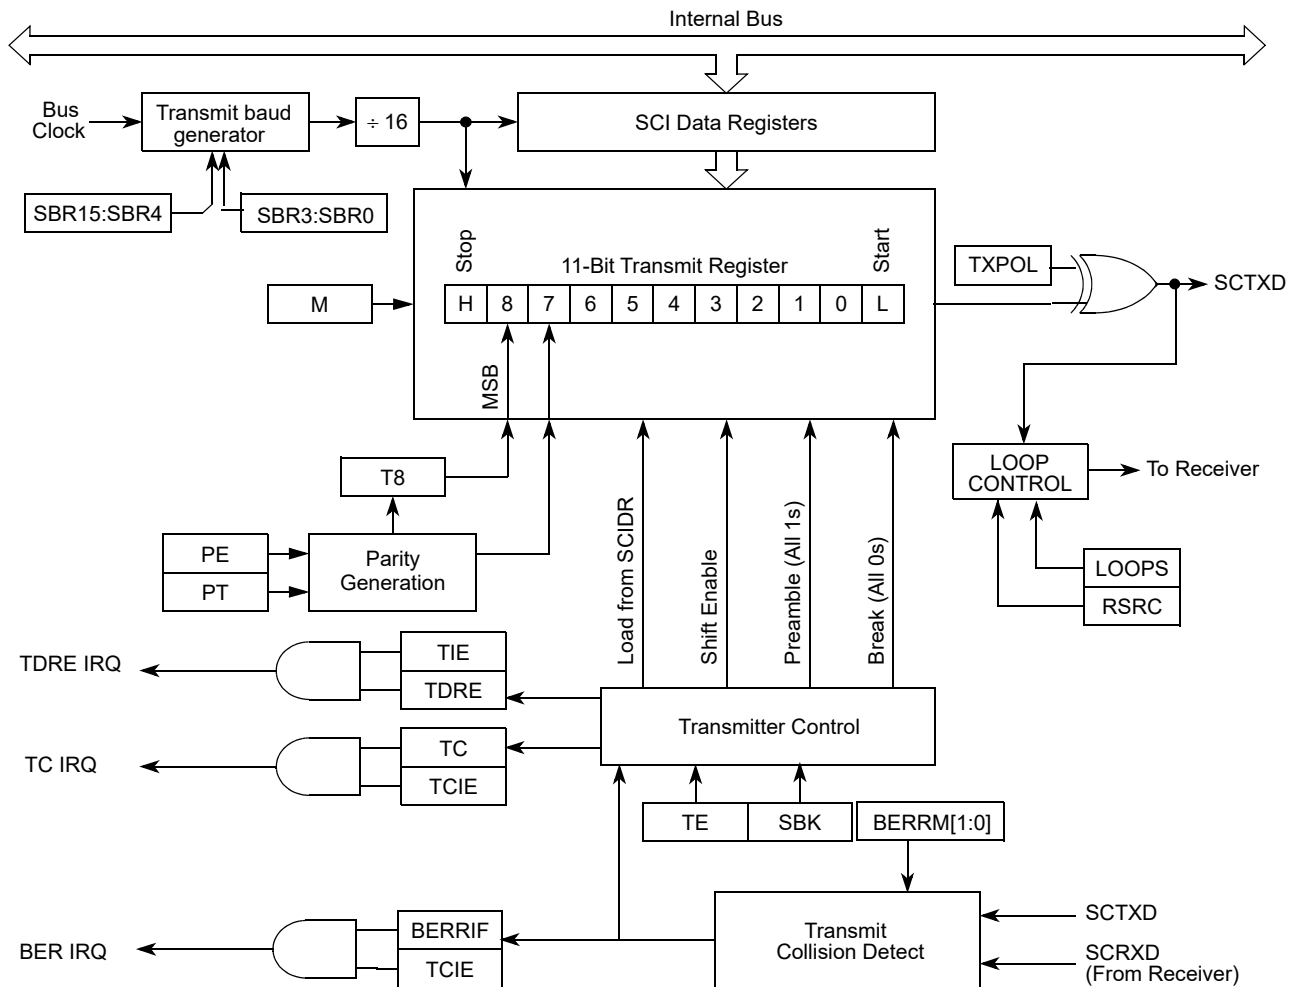 Internal Bus
Bus
Clock
Transmit baud
generator
÷ 16
SCI Data Registers
SBR15:SBR4
SBR3:SBR0
Stop
11-Bit Transmit Register
Start
M
H 8 7 6 5 4 3 2 1 0 L
MSB
TXPOL
SCTXD
LOOP
CONTROL
To Receiver
LOOPS
RSRC
T8
PE
PT
Parity
Generation
Load from SCIDR
Shift Enable
Preamble (All 1s)
Break (All 0s)
TDRE IRQ
TIE
TDRE
TC IRQ
TC
TCIE
Transmitter Control
TE
SBK
BERRM[1:0]
BER IRQ
BERRIF
TCIE
Transmit
Collision Detect
SCTXD
SCRXD
(From Receiver)